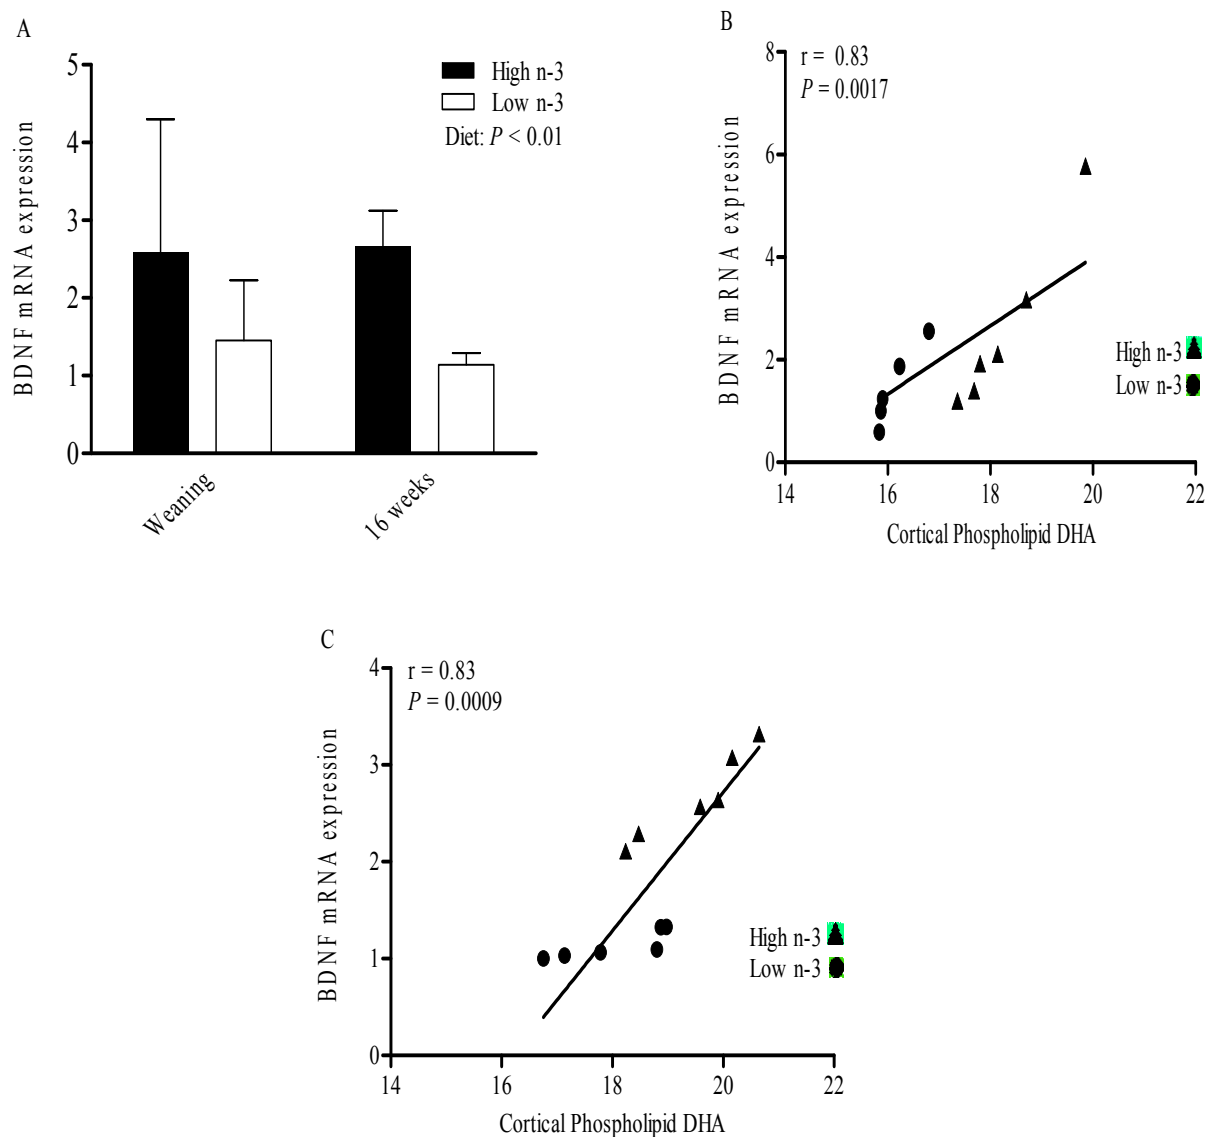 A
5
4
3
2
1
0
BDNF mRNA expression
High n-3
Low n-3
Diet: P < 0.01
Weaning
16 weeks
B
8
6
4
2
0
BDNF mRNA expression
r = 0.83
P = 0.0017
High n-3
Low n-3
14 16 18 20 22
Cortical Phospholipid DHA
C
4
3
2
1
0
BDNF mRNA expression
r = 0.83
P = 0.0009
High n-3
Low n-3
14 16 18 20 22
Cortical Phospholipid DHA